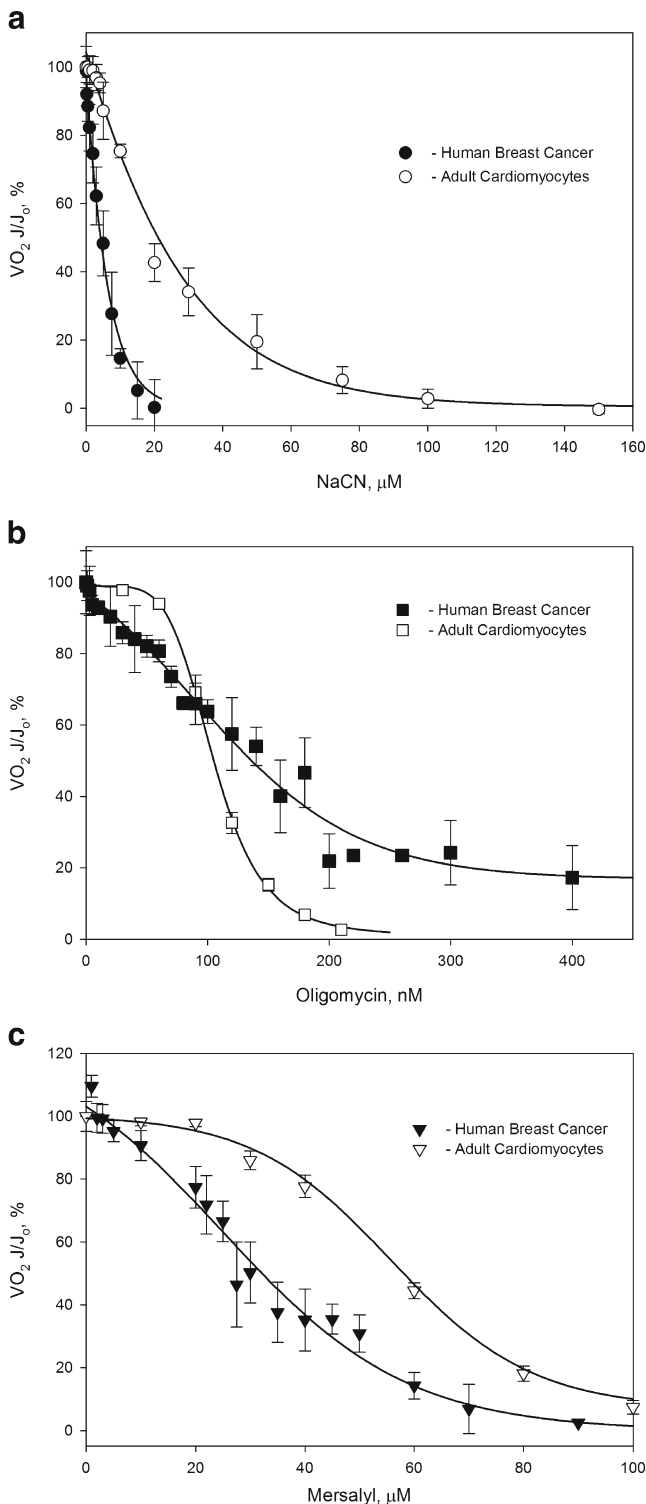 a
100
80
60
40
20
0
VO2 J/Jo, %
- Human Breast Cancer
- Adult Cardiomyocytes
0 20 40 60 80 100 120 140 160
NaCN, μM
b
100
80
60
40
20
0
VO2 J/Jo, %
- Human Breast Cancer
- Adult Cardiomyocytes
0 100 200 300 400
Oligomycin, nM
c
120
100
80
60
40
20
0
VO2 J/Jo, %
- Human Breast Cancer
- Adult Cardiomyocytes
0 20 40 60 80 100
Mersalyl, μM